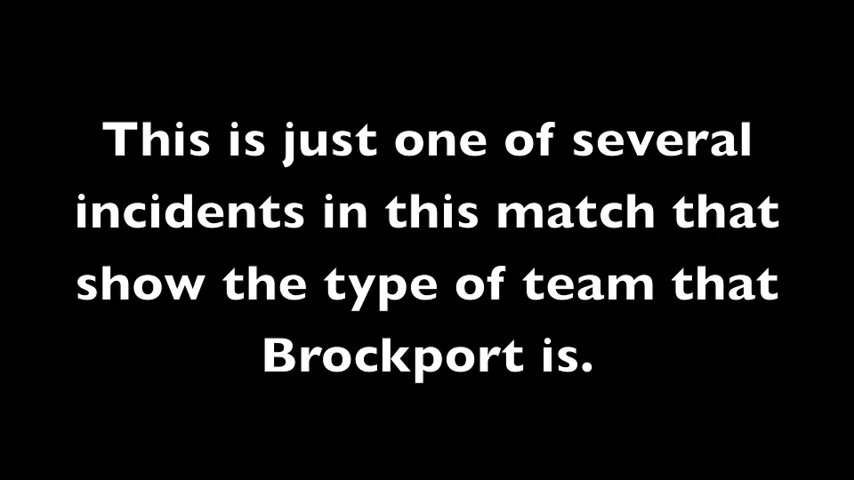 This is just one of several
incidents in this match that
show the type of team that
Brockport is.